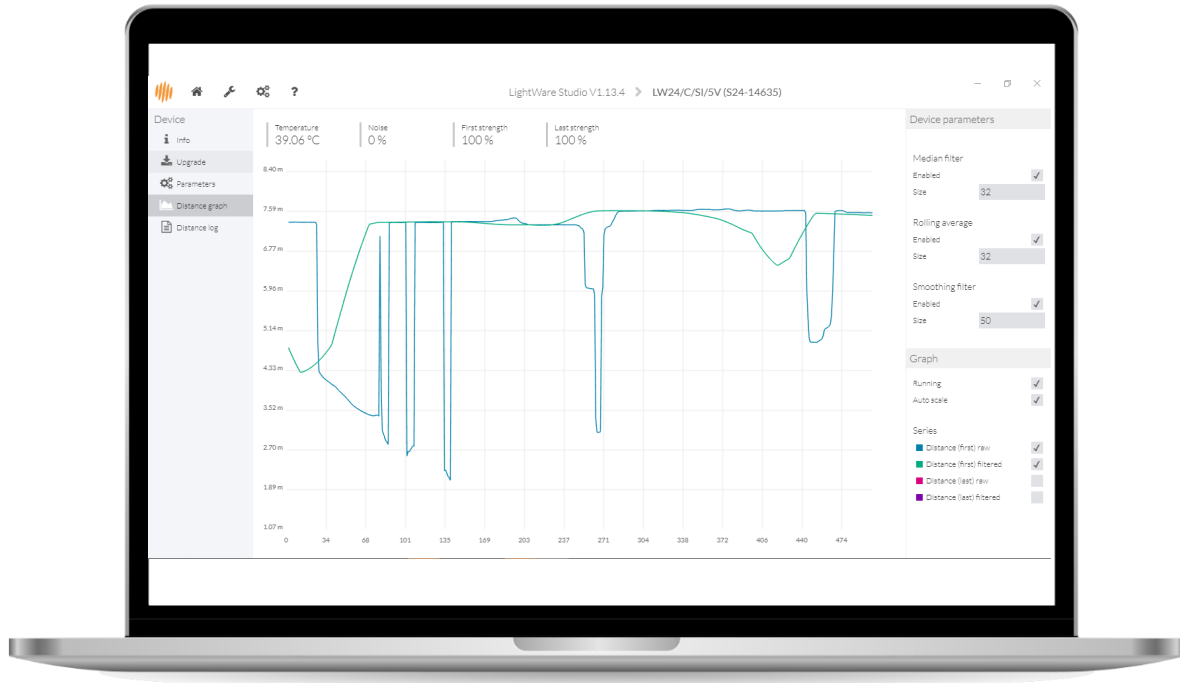 ? LightWare Studio V1.13.4 > LW24/C/SI/5V (S24-14635)
Device
Info
Upgrade
Parameters
Distance graph
Distance log
Temperature
39.06 ºC
Noise
0 %
First strength
100 %
Last strength
100 %
8.40 m
7.59 m
6.77 m
5.96 m
5.14 m
4.33 m
3.52 m
2.70 m
1.89 m
1.07 m
0 34 68 101 135 169 203 237 271 304 338 372 406 440 474
Device parameters
Median filter
Enabled
Size 32
Rolling average
Enabled
Size 32
Smoothing filter
Enabled
Size 50
Graph
Running
Auto scale
Series
Distance (first) raw
Distance (first) filtered
Distance (last) raw
Distance (last) filtered